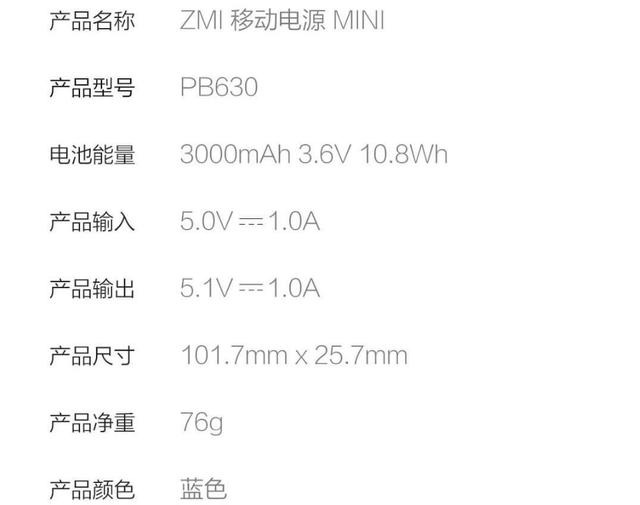 产品名称 ZMI 移动电源 MINI
产品型号 PB630
电池能量 3000mAh 3.6V 10.8Wh
产品输入 5.0V⎓1.0A
产品输出 5.1V⎓1.0A
产品尺寸 101.7mm x 25.7mm
产品净重 76g
产品颜色 蓝色